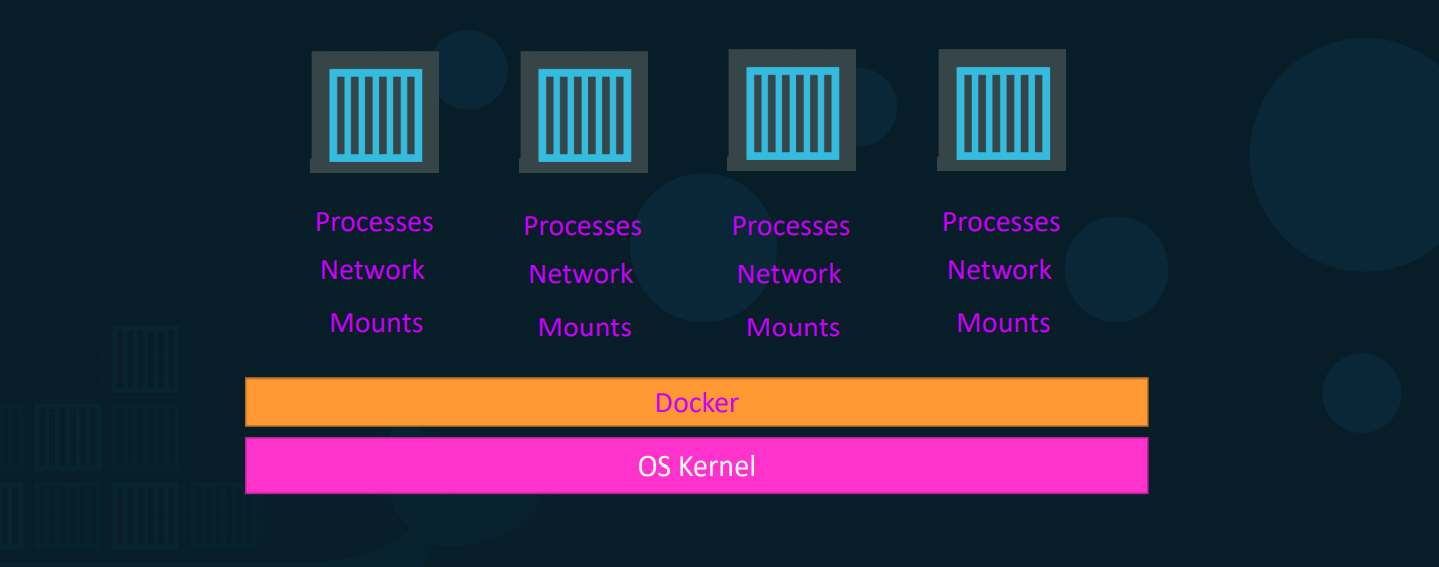 Processes Processes Processes Processes
Network Network Network Network
Mounts Mounts Mounts Mounts
Docker
OS Kernel